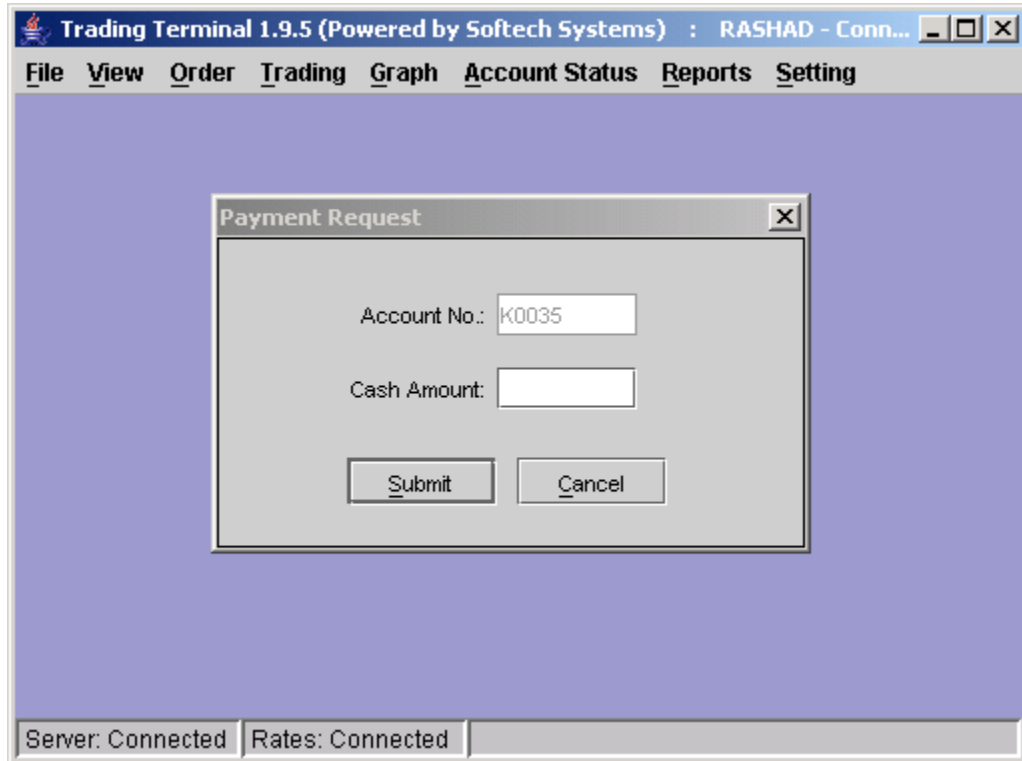 Trading Terminal 1.9.5 (Powered by Softech Systems) : RASHAD - Conn...
File View Order Trading Graph Account Status Reports Setting
Payment Request
Account No.: K0035
Cash Amount:
Submit Cancel
Server: Connected Rates: Connected